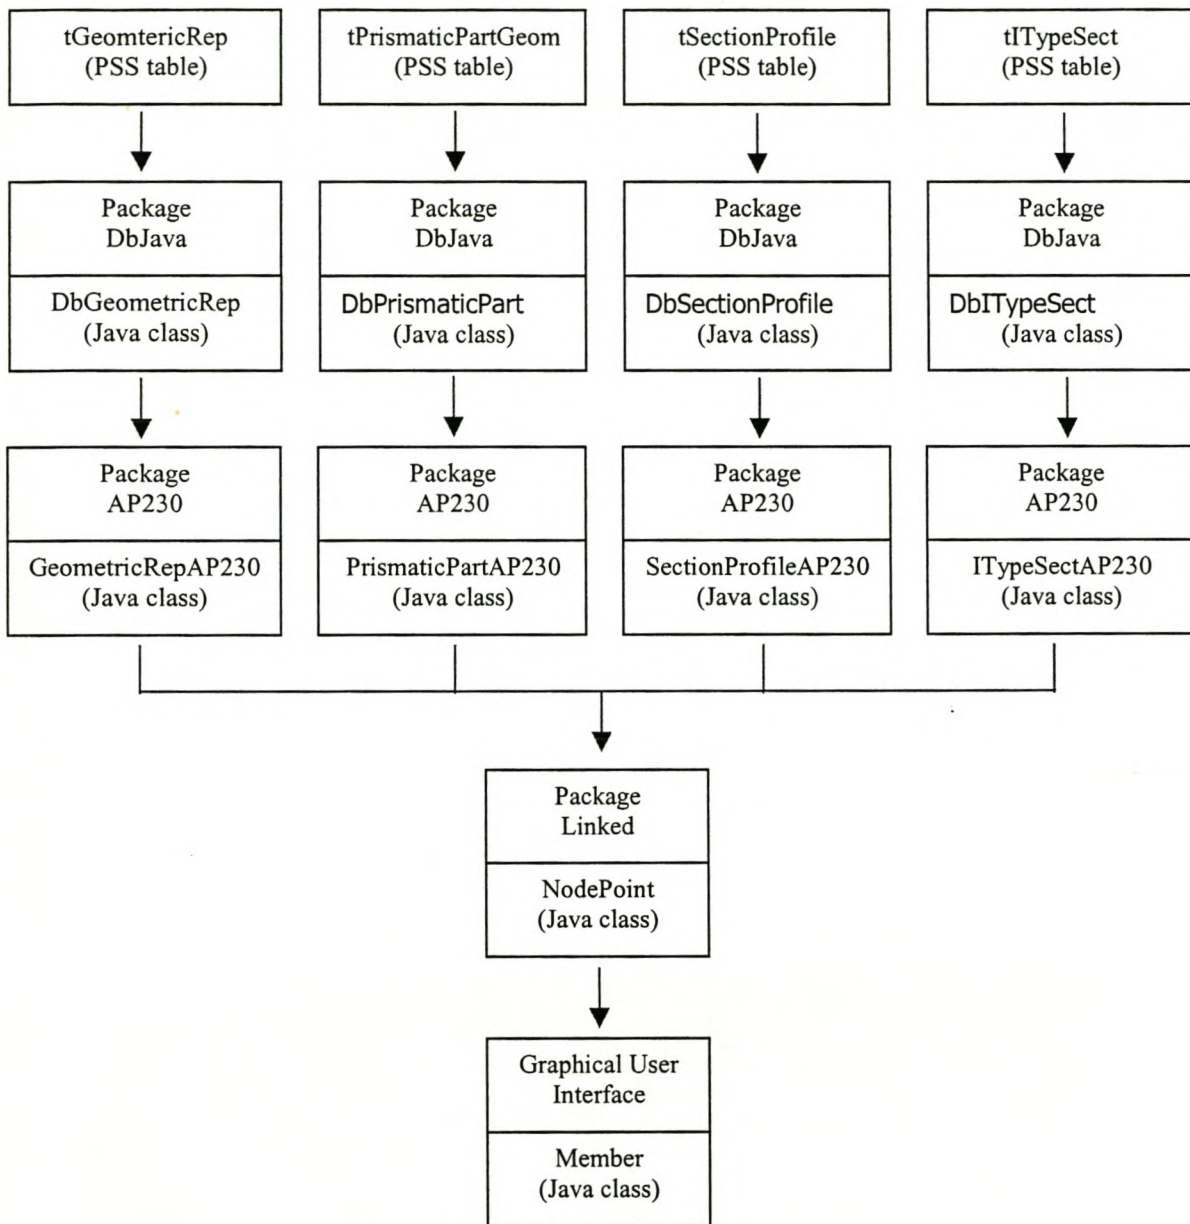 tGeomtericRep
(PSS table)
tPrismaticPartGeom
(PSS table)
tSectionProfile
(PSS table)
tITypeSect
(PSS table)
Package
DbJava
DbGeometricRep
(Java class)
Package
DbJava
DbPrismaticPart
(Java class)
Package
DbJava
DbSectionProfile
(Java class)
Package
DbJava
DbITypeSect
(Java class)
Package
AP230
GeometricRepAP230
(Java class)
Package
AP230
PrismaticPartAP230
(Java class)
Package
AP230
SectionProfileAP230
(Java class)
Package
AP230
ITypeSectAP230
(Java class)
Package
Linked
NodePoint
(Java class)
Graphical User
Interface
Member
(Java class)